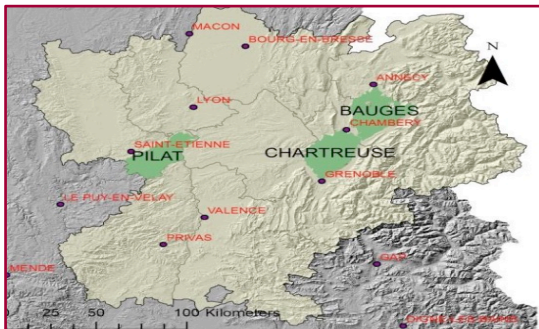 MACON
BOURG-EN-BRESSE
N
ANNECY
LYON
BAUGES
CHAMBERY
SAINT-ETIENNE
PILAT
CHARTREUSE
GRENOBLE
LE PUY-EN-VELAY
VALENCE
PRIVAS
GAP
MENDE
25 50 100 Kilometers